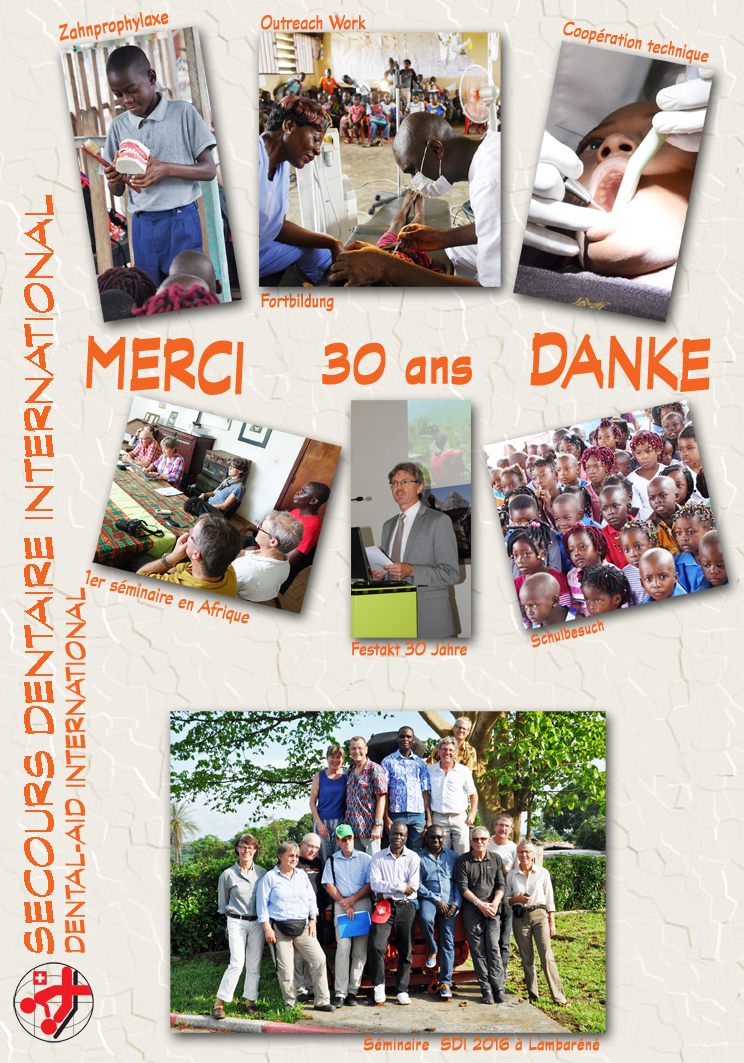 Zahnprophylaxe
Outreach Work
Coopération technique
Fortbildung
MERCI 30 ans DANKE
1er séminaire en Afrique
Festakt 30 Jahre
Schulbesuch
SECOURS DENTAIRE INTERNATIONAL
DENTAL-AID INTERNATIONAL
Séminaire SDI 2016 à Lambaréné